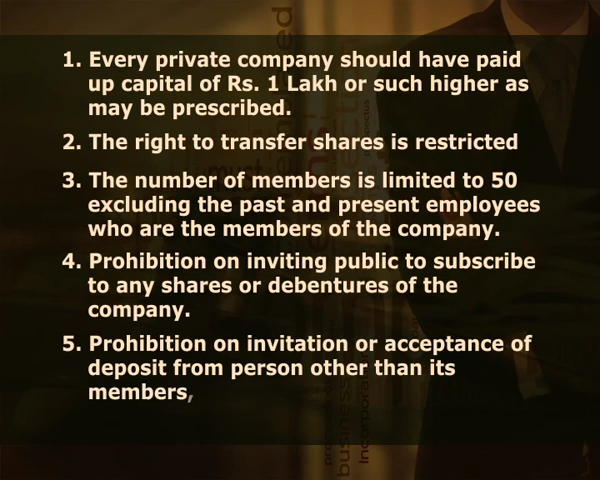 1. Every private company should have paid
up capital of Rs. 1 Lakh or such higher as
may be prescribed.
2. The right to transfer shares is restricted
3. The number of members is limited to 50
excluding the past and present employees
who are the members of the company.
4. Prohibition on inviting public to subscribe
to any shares or debentures of the
company.
5. Prohibition on invitation or acceptance of
deposit from person other than its
members,